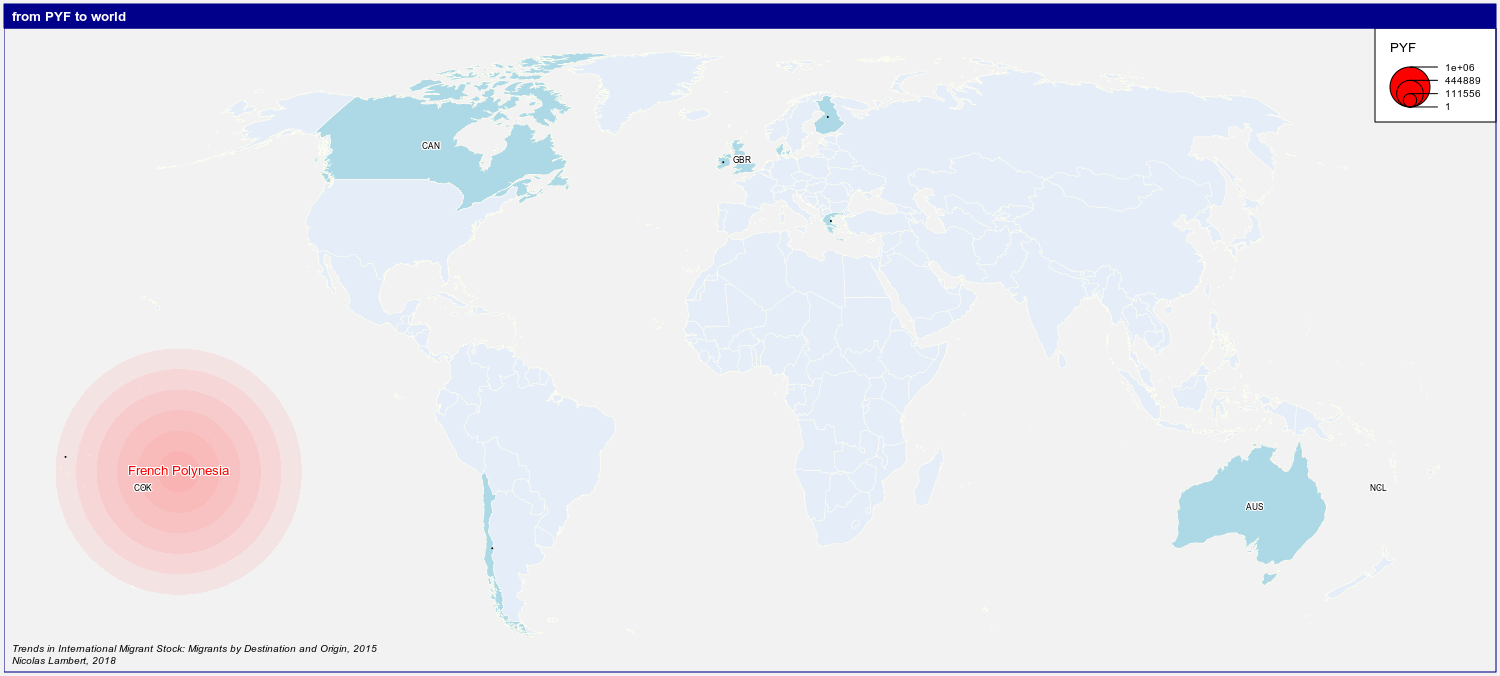 from PYF to world
PYF
1e+06
444889
111556
1
CAN
GBR
French Polynesia
COK
NCL
AUS
Trends in International Migrant Stock: Migrants by Destination and Origin, 2015
Nicolas Lambert, 2018